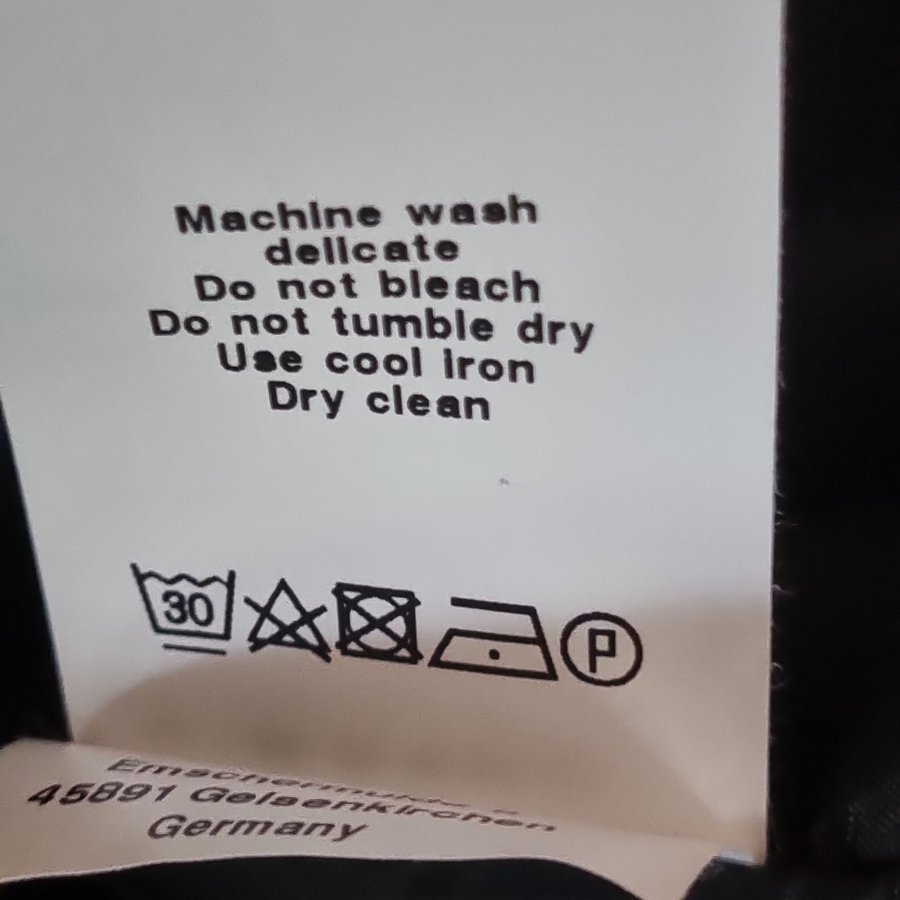 Machine wash
delicate
Do not bleach
Do not tumble dry
Use cool iron
Dry clean
30
P
45891 Gelsenkirchen
Germany